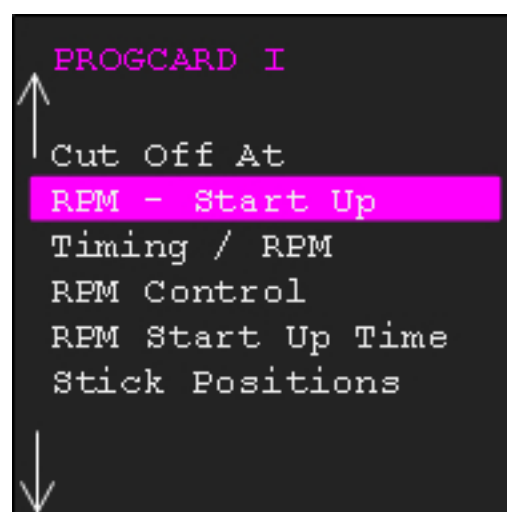 PROGCARD I
Cut Off At
RPM - Start Up
Timing / RPM
RPM Control
RPM Start Up Time
Stick Positions